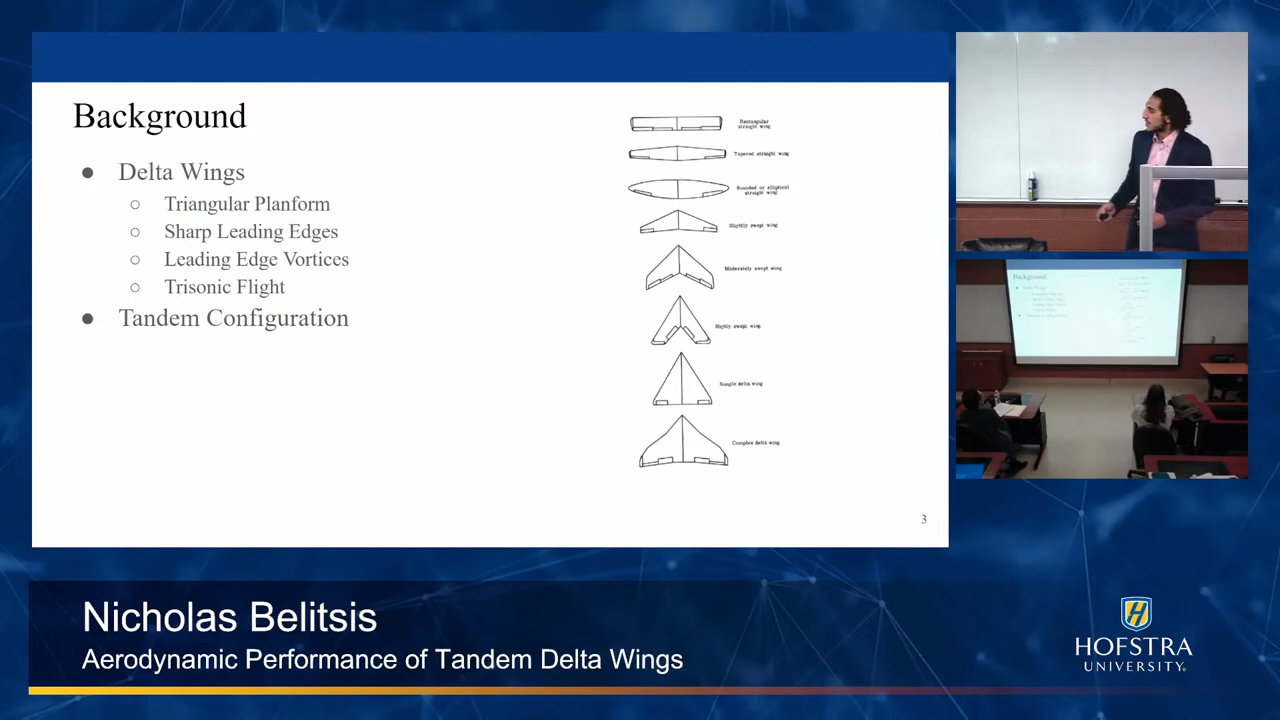 Background
● Delta Wings
○ Triangular Planform
○ Sharp Leading Edges
○ Leading Edge Vortices
○ Trisonic Flight
● Tandem Configuration
Rectangular
straight wing
Tapered straight wing
Rounded or elliptical
straight wing
Slightly swept wing
Moderately swept wing
Highly swept wing
Simple delta wing
Complex delta wing
3
Background
Nicholas Belitsis
Aerodynamic Performance of Tandem Delta Wings
H
HOFSTRA
UNIVERSITY